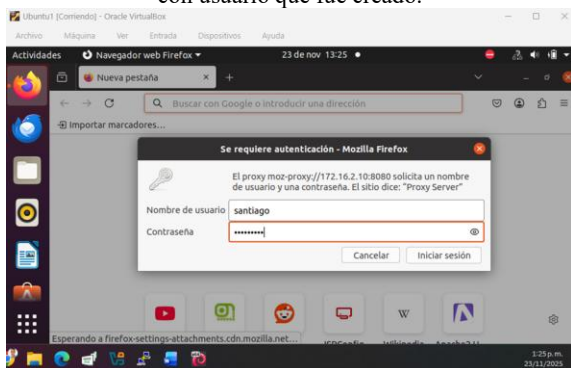 con usuario que fue creado.
Ubuntu1 [Corriendo] - Oracle VirtualBox
Archivo Máquina Ver Entrada Dispositivos Ayuda
Actividades Navegador web Firefox 23 de nov 13:25
Nueva pestaña
Buscar con Google o introducir una dirección
Importar marcadores...
Se requiere autenticación - Mozilla Firefox
El proxy moz-proxy://172.16.2.10:8080 solicita un nombre
de usuario y una contraseña. El sitio dice: "Proxy Server"
Nombre de usuario santiago
Contraseña
Cancelar Iniciar sesión
Esperando a firefox-settings-attachments.cdn.mozilla.net...
1:25 p.m.
23/11/2025